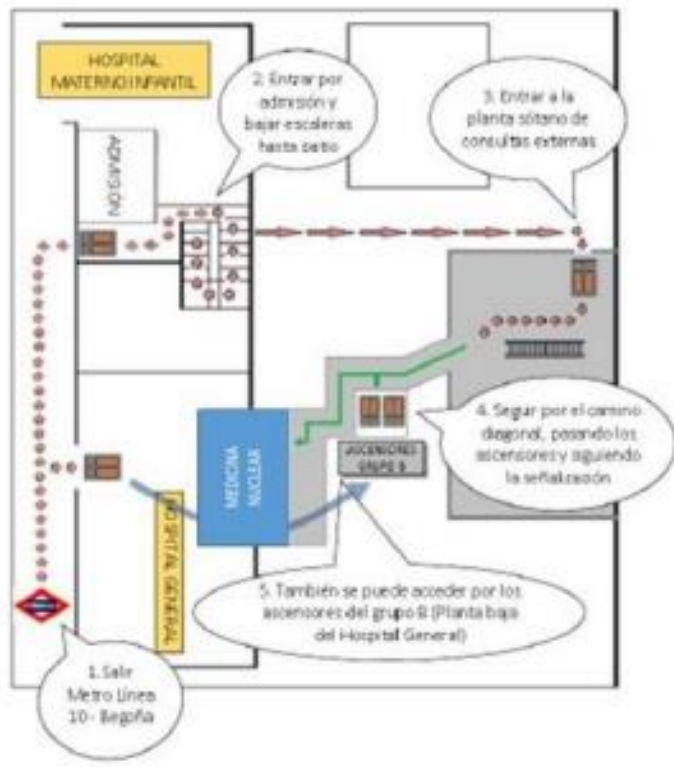 HOSPITAL
MATERNO INFANTIL
2. Entrar por
admisión y
bajar escaleras
hasta patio
3. Entrar a la
planta sótano de
consultas externas
ADMISION
4. Seguir por el camino
diagonal, pasando los
ascensores y siguiendo
la señalización
MEDICINA
NUCLEAR
ASCENSORES
GRUPO B
HOSPITAL GENERAL
5. También se puede acceder por los
ascensores del grupo B (Planta baja
del Hospital General)
1. Salir
Metro Línea
10 - Begoña